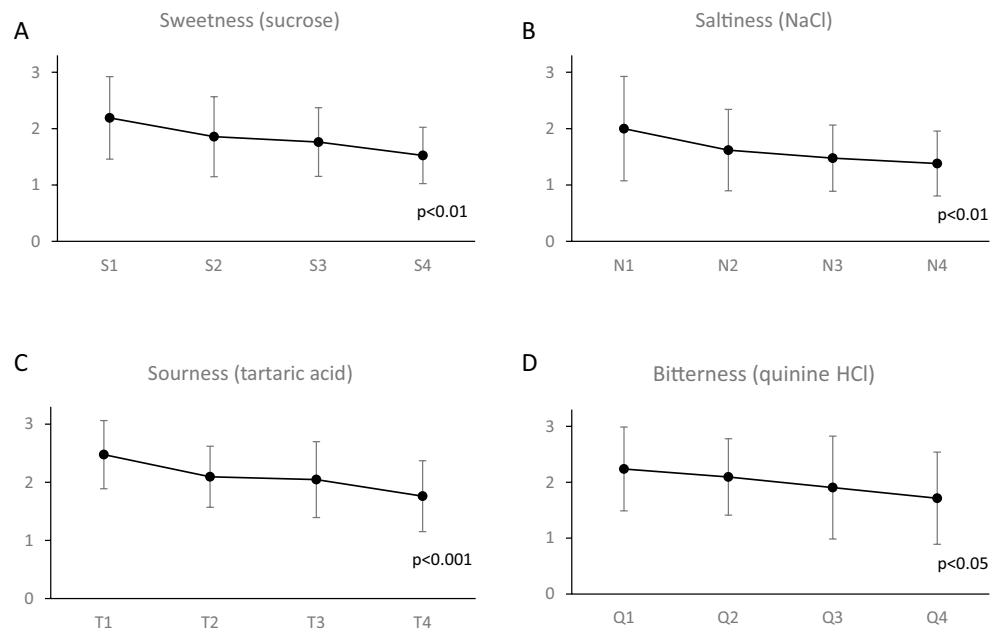 A
Sweetness (sucrose)
3
2
1
0
p<0.01
S1 S2 S3 S4
B
Saltiness (NaCl)
3
2
1
0
p<0.01
N1 N2 N3 N4
C
Sourness (tartaric acid)
3
2
1
0
p<0.001
T1 T2 T3 T4
D
Bitterness (quinine HCl)
3
2
1
0
p<0.05
Q1 Q2 Q3 Q4